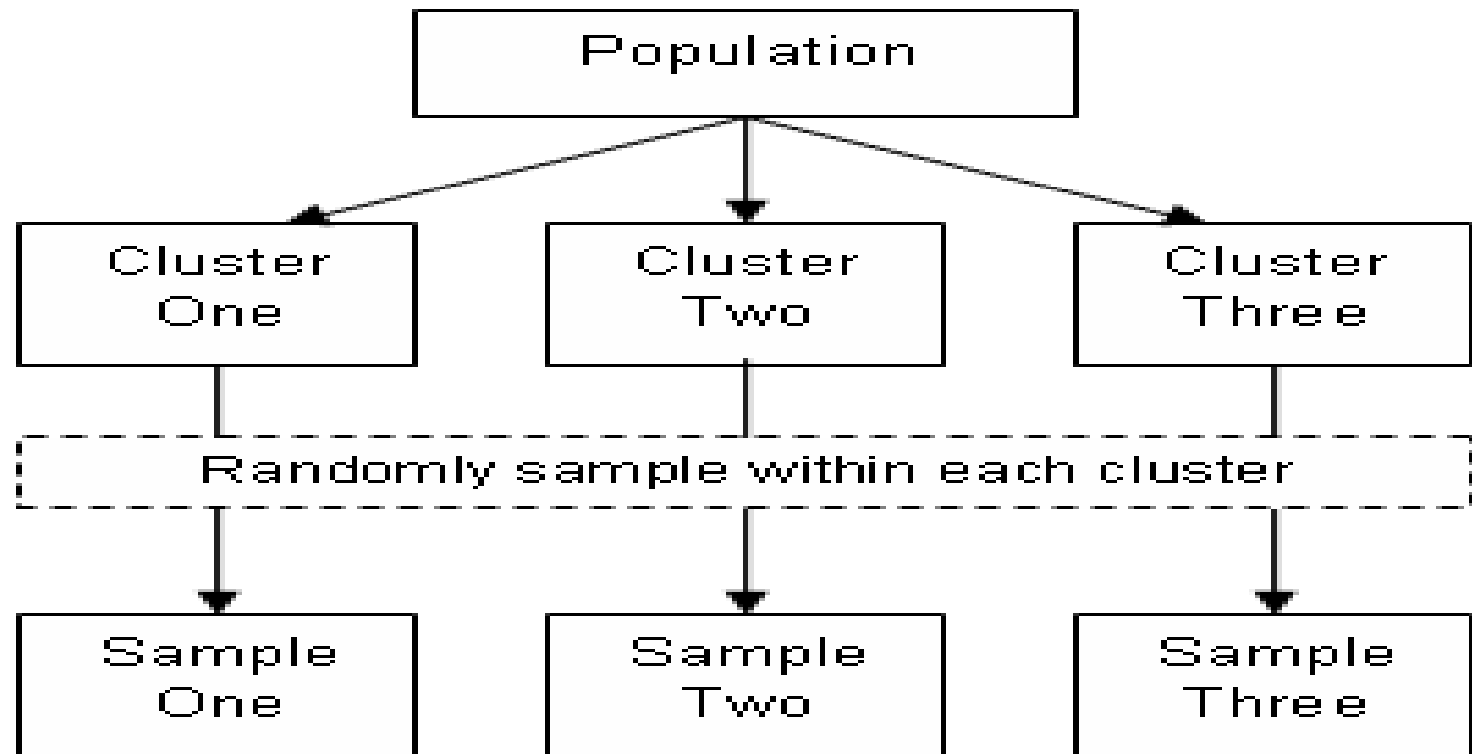 Population
Cluster
One
Cluster
Two
Cluster
Three
Randomly sample within each cluster
Sample
One
Sample
Two
Sample
Three